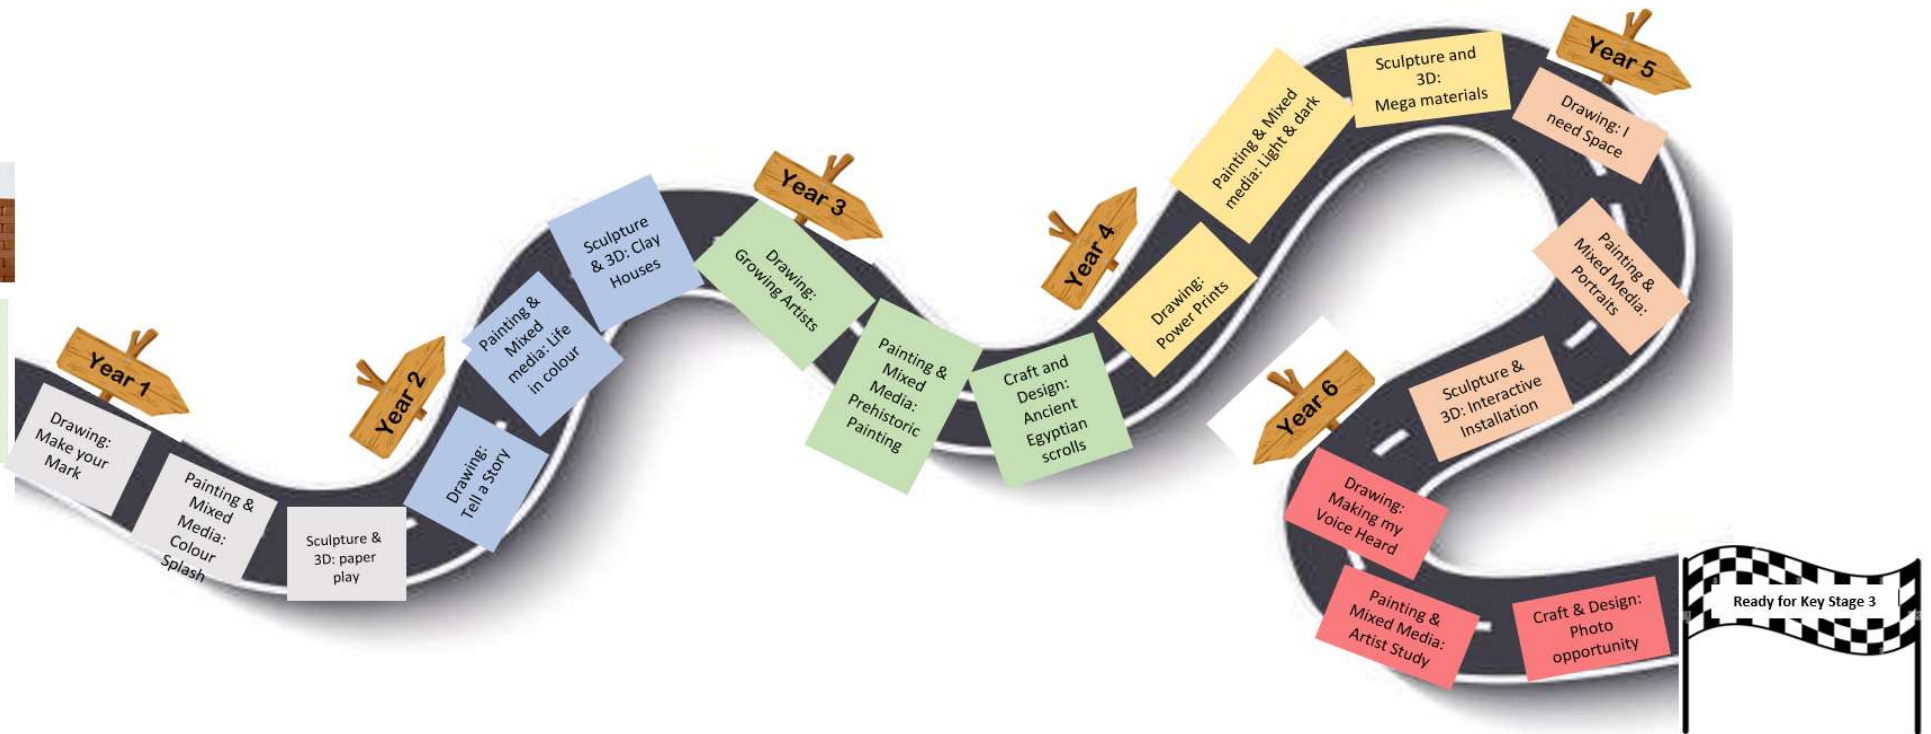 Year 1
Drawing:
Make your
Mark
Painting &
Mixed
Media:
Colour
Splash
Sculpture &
3D: paper
play
Year 2
Drawing:
Tell a Story
Painting &
Mixed
media: Life
in colour
Sculpture
& 3D: Clay
Houses
Year 3
Drawing:
Growing Artists
Painting &
Mixed
Media:
Prehistoric
Painting
Craft and
Design:
Ancient
Egyptian
scrolls
Year 4
Drawing:
Power Prints
Painting & Mixed
media: Light & dark
Sculpture and
3D:
Mega materials
Year 5
Drawing: I
need Space
Painting &
Mixed Media:
Portraits
Sculpture &
3D: Interactive
Installation
Year 6
Drawing:
Making my
Voice Heard
Painting &
Mixed Media:
Artist Study
Craft & Design:
Photo
opportunity
Ready for Key Stage 3